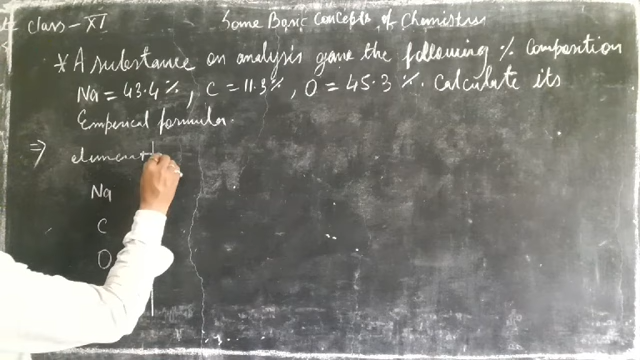 Class - XI
Some Basic Concepts of Chemistry
* A substance on analysis gave the following % Composition
Na = 43.4%, C = 11.3%, O = 45.3 %. Calculate its
Emperical formula.
⇒ element
Na
C
O